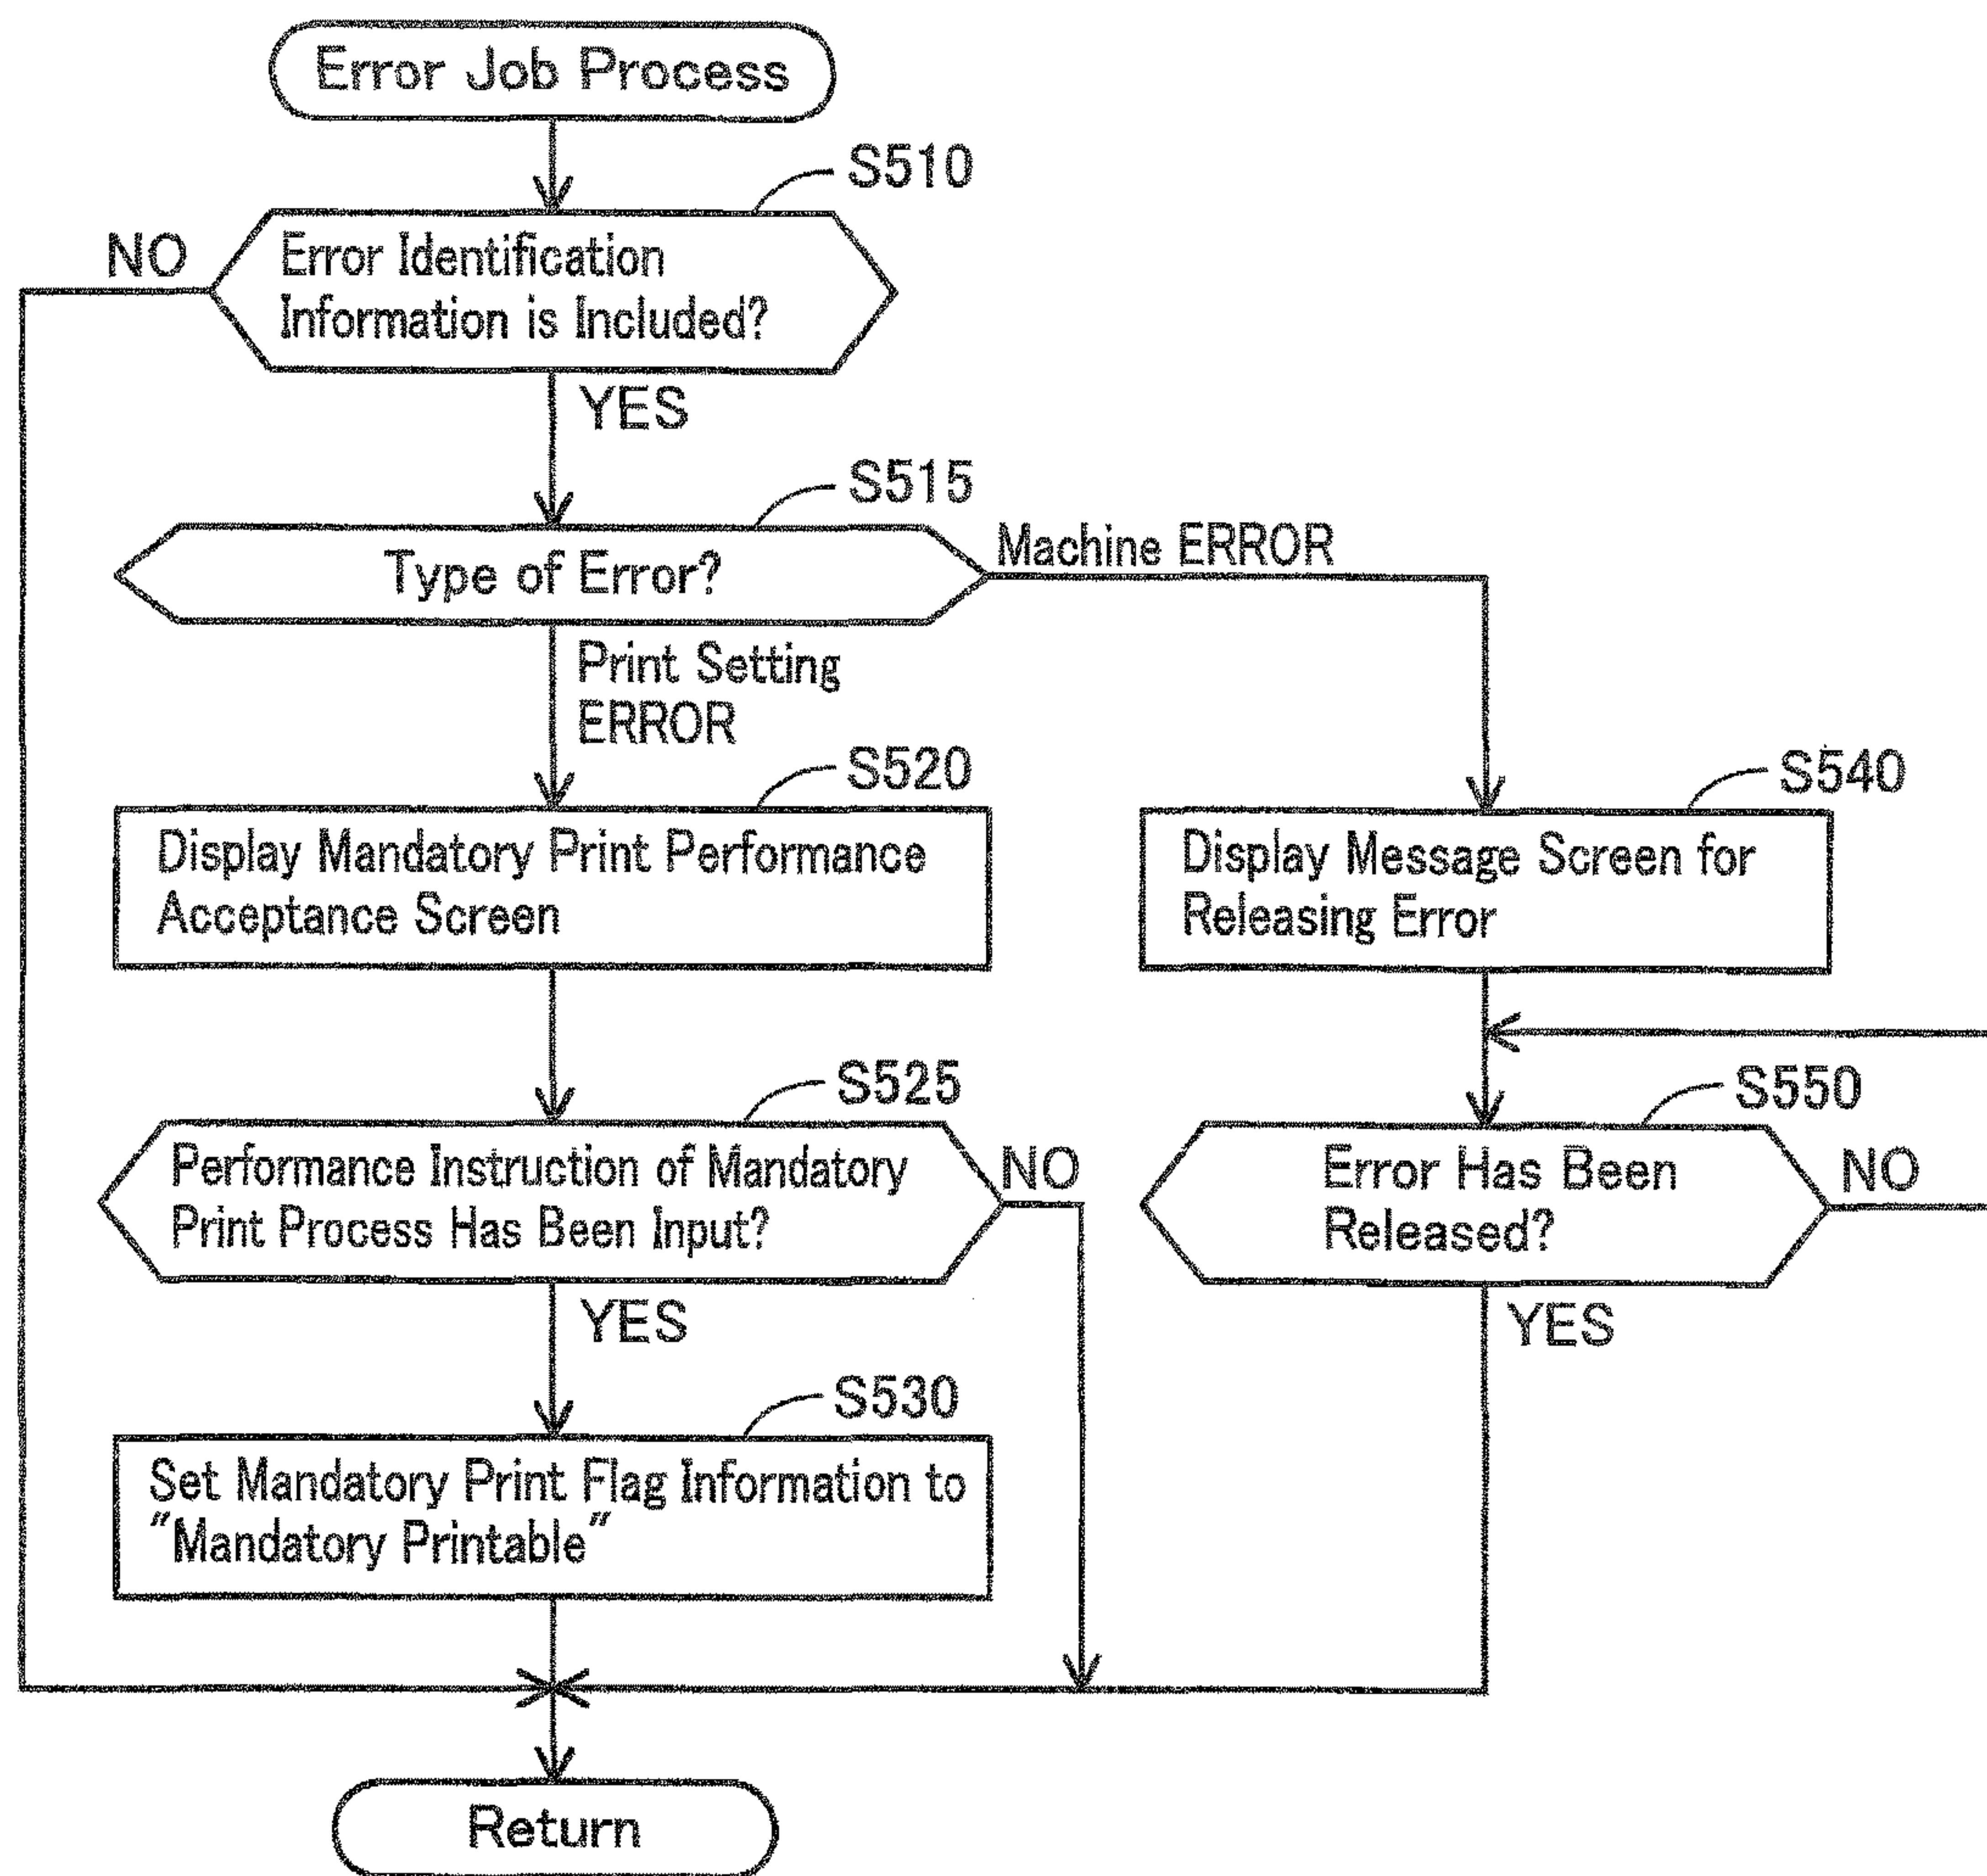 Error Job Process
S510
NO
Error Identification
Information is Included?
YES
S515
Type of Error?
Machine ERROR
Print Setting
ERROR
S520
Display Mandatory Print Performance
Acceptance Screen
S540
Display Message Screen for
Releasing Error
S525
Performance Instruction of Mandatory
Print Process Has Been Input?
NO
YES
S550
Error Has Been
Released?
NO
YES
S530
Set Mandatory Print Flag Information to
"Mandatory Printable"
Return